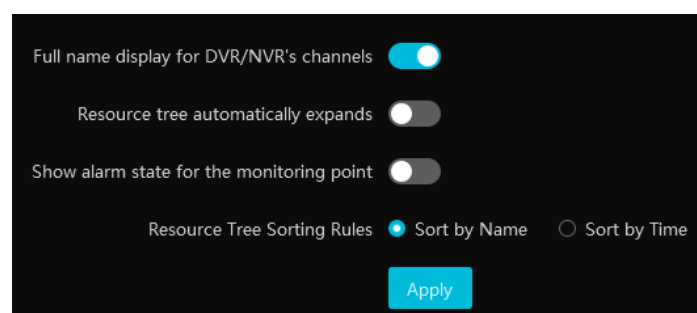 Full name display for DVR/NVR's channels
Resource tree automatically expands
Show alarm state for the monitoring point
Resource Tree Sorting Rules Sort by Name Sort by Time
Apply